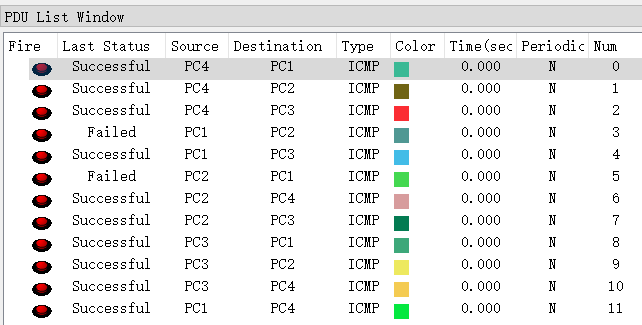 PDU List Window
Fire Last Status Source Destination Type Color Time(sec Periodic Num
Successful PC4 PC1 ICMP 0.000 N 0
Successful PC4 PC2 ICMP 0.000 N 1
Successful PC4 PC3 ICMP 0.000 N 2
Failed PC1 PC2 ICMP 0.000 N 3
Successful PC1 PC3 ICMP 0.000 N 4
Failed PC2 PC1 ICMP 0.000 N 5
Successful PC2 PC4 ICMP 0.000 N 6
Successful PC2 PC3 ICMP 0.000 N 7
Successful PC3 PC1 ICMP 0.000 N 8
Successful PC3 PC2 ICMP 0.000 N 9
Successful PC3 PC4 ICMP 0.000 N 10
Successful PC1 PC4 ICMP 0.000 N 11